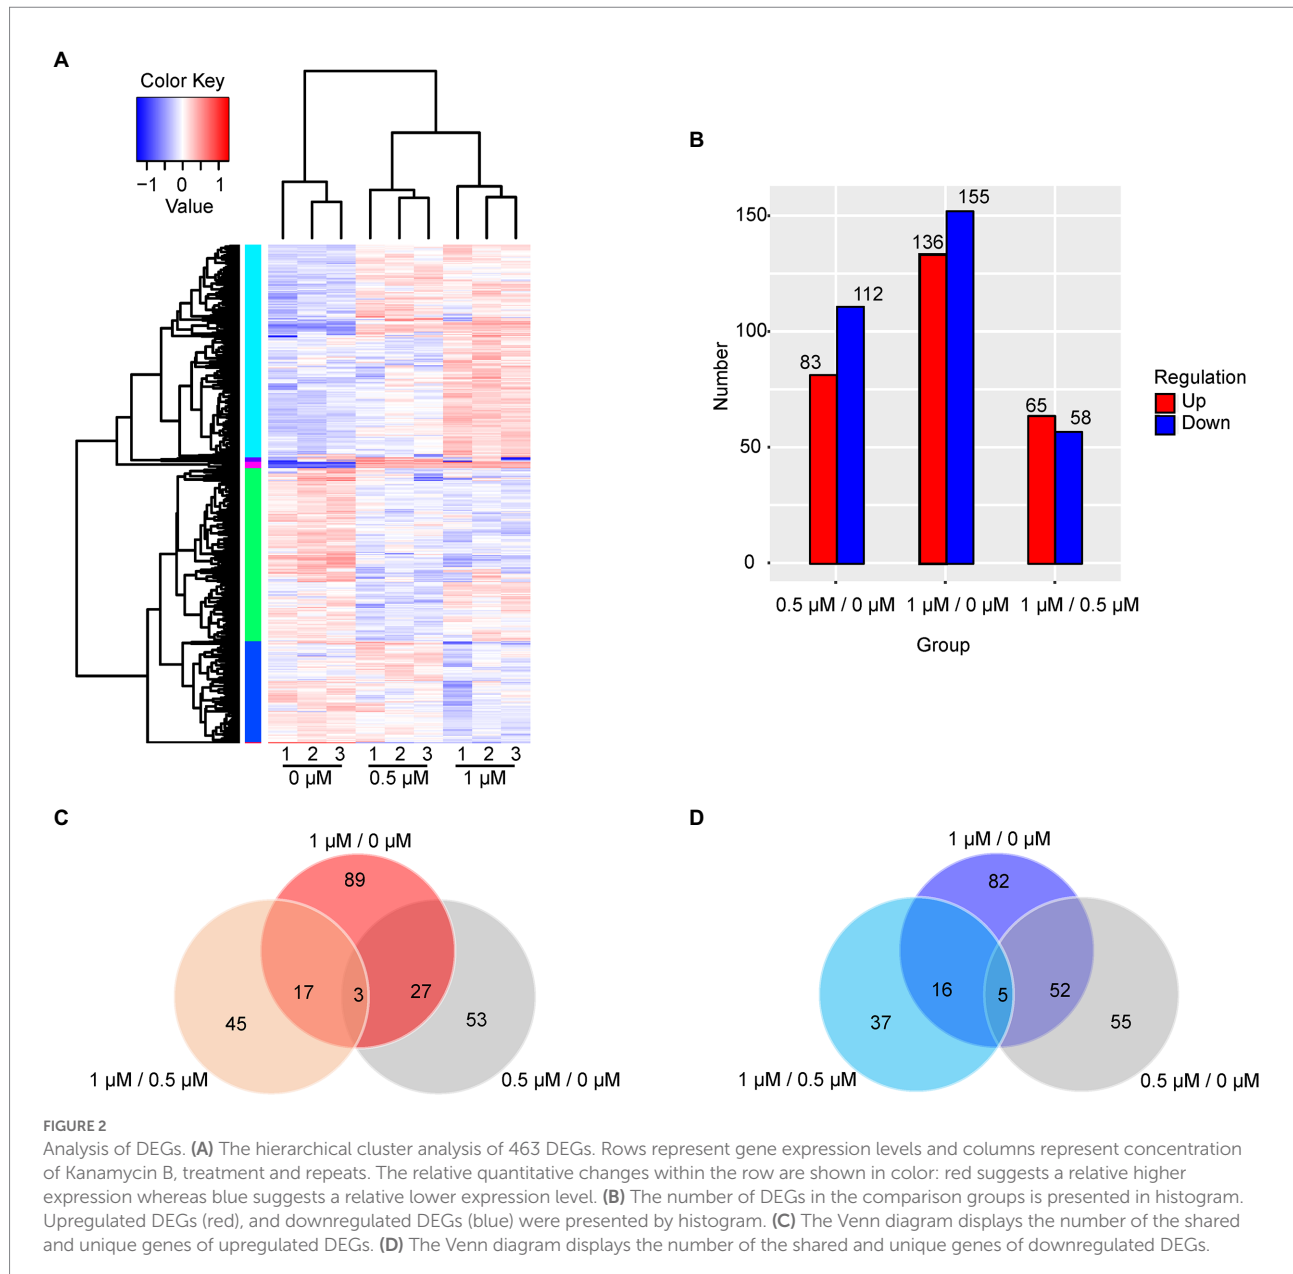 A
Color Key
−1 0 1
Value
1 2 3 1 2 3 1 2 3
0 µM 0.5 µM 1 µM
B
150
100
50
0
Number
83
112
136
155
65
58
0.5 µM / 0 µM 1 µM / 0 µM 1 µM / 0.5 µM
Group
Regulation
Up
Down
C
1 µM / 0 µM
89
17 3 27
45 53
1 µM / 0.5 µM 0.5 µM / 0 µM
D
1 µM / 0 µM
82
16 5 52
37 55
1 µM / 0.5 µM 0.5 µM / 0 µM
FIGURE 2
Analysis of DEGs. (A) The hierarchical cluster analysis of 463 DEGs. Rows represent gene expression levels and columns represent concentration
of Kanamycin B, treatment and repeats. The relative quantitative changes within the row are shown in color: red suggests a relative higher
expression whereas blue suggests a relative lower expression level. (B) The number of DEGs in the comparison groups is presented in histogram.
Upregulated DEGs (red), and downregulated DEGs (blue) were presented by histogram. (C) The Venn diagram displays the number of the shared
and unique genes of upregulated DEGs. (D) The Venn diagram displays the number of the shared and unique genes of downregulated DEGs.